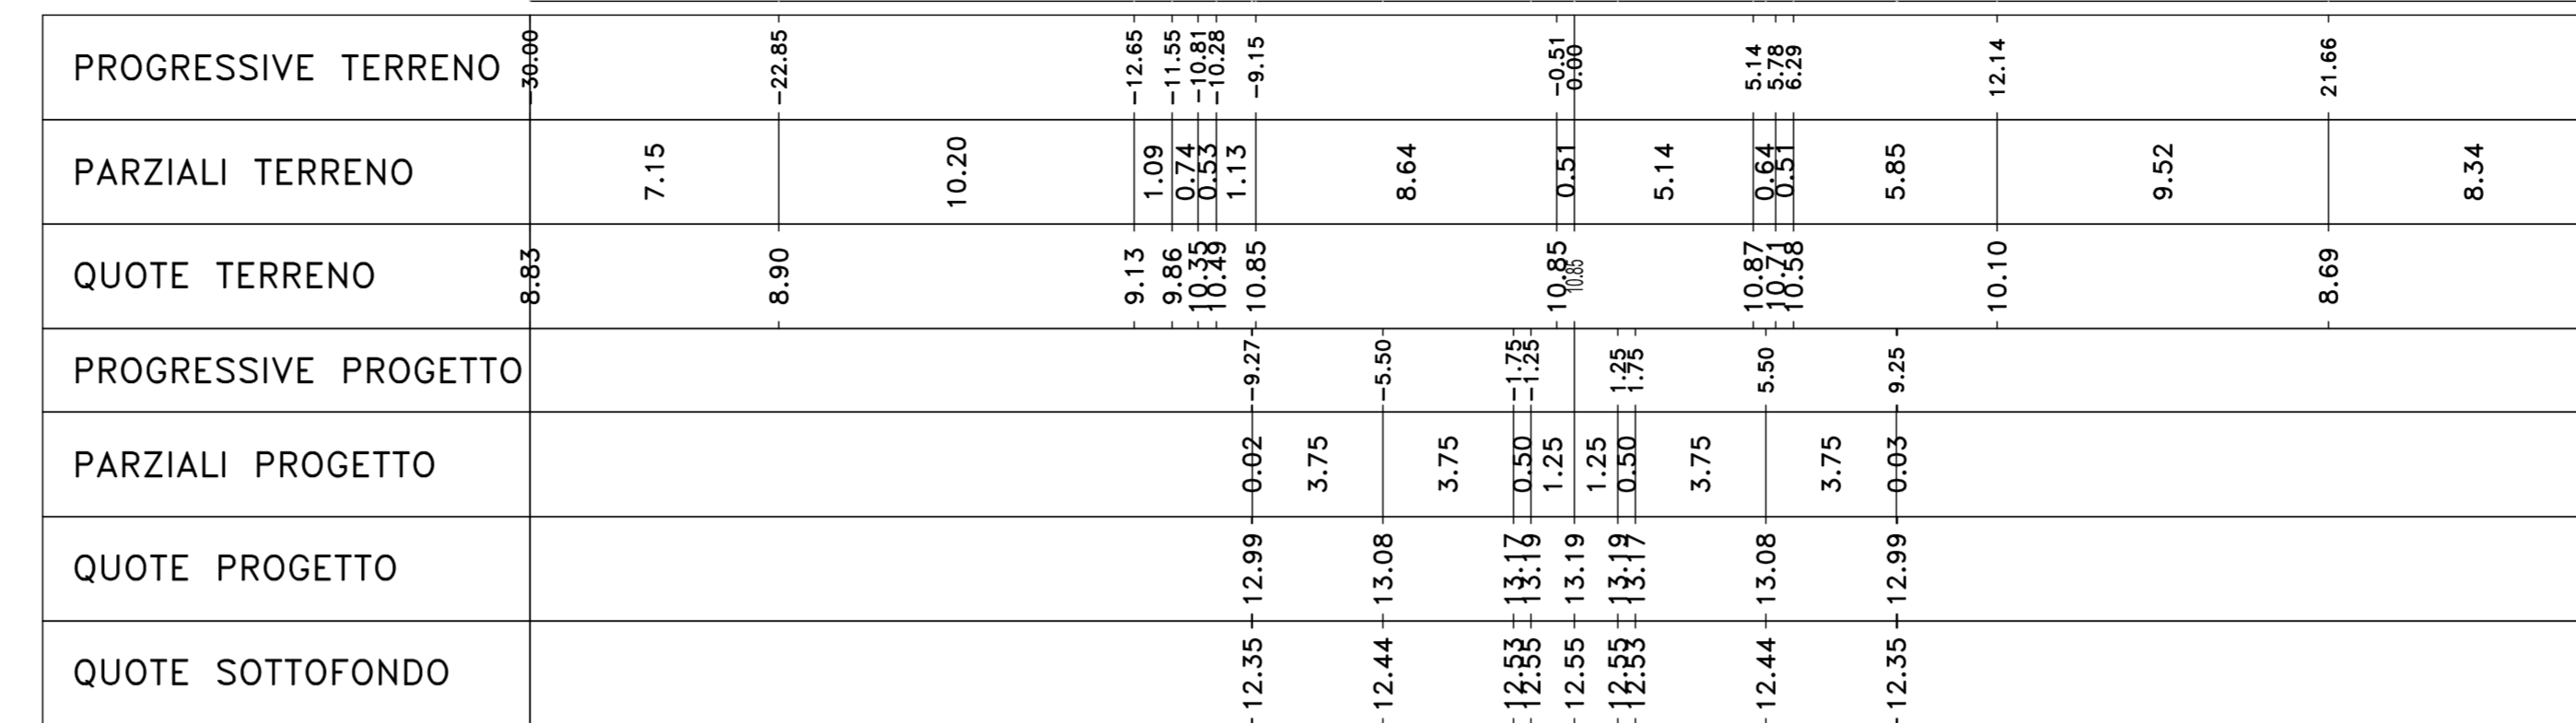 PROGRESSIVE TERRENO -30.00 -22.85 -12.65 -11.55 -10.81 -10.28 -9.15 -0.51 0.00 5.14 5.78 6.29 12.14 21.66
PARZIALI TERRENO 7.15 10.20 1.09 0.74 0.53 1.13 8.64 0.51 5.14 0.64 0.51 5.85 9.52 8.34
QUOTE TERRENO 8.83 8.90 9.13 9.86 10.35 10.49 10.85 10.85 10.85 10.87 10.71 10.58 10.10 8.69
PROGRESSIVE PROGETTO -9.27 -5.50 -1.75 -1.25 1.25 1.75 5.50 9.25
PARZIALI PROGETTO 0.02 3.75 3.75 0.50 1.25 1.25 0.50 3.75 3.75 0.03
QUOTE PROGETTO 12.99 13.08 13.17 13.19 13.19 13.19 13.17 13.08 12.99
QUOTE SOTTOFONDO 12.35 12.44 12.53 12.55 12.55 12.55 12.53 12.44 12.35